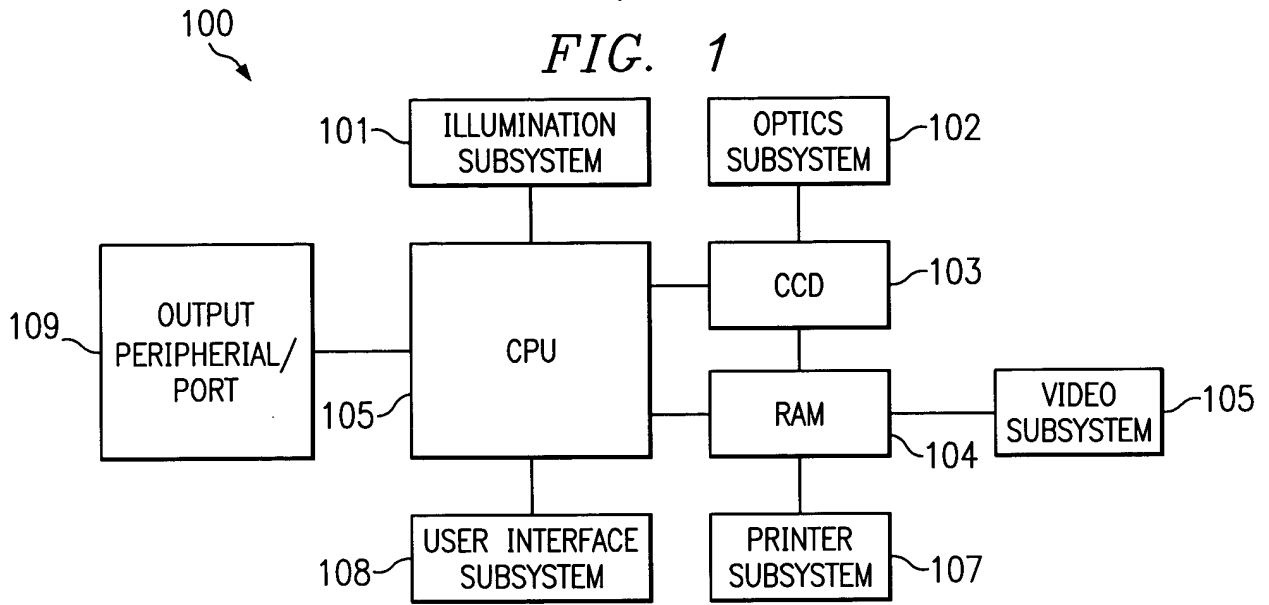 100
FIG. 1
101
ILLUMINATION
SUBSYSTEM
OPTICS
SUBSYSTEM
102
109
OUTPUT
PERIPHERIAL/
PORT
CPU
105
CCD
103
RAM
104
VIDEO
SUBSYSTEM
105
108
USER INTERFACE
SUBSYSTEM
PRINTER
SUBSYSTEM
107